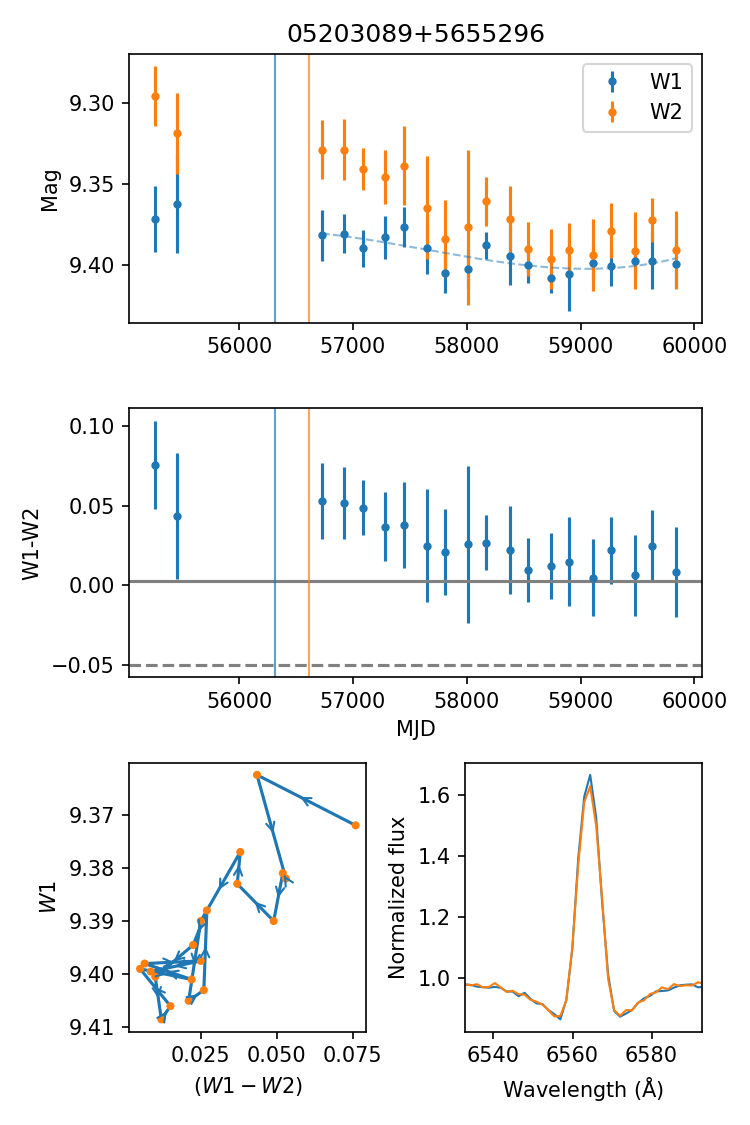 05203089+5655296
Mag
9.30
9.35
9.40
W1
W2
56000 57000 58000 59000 60000
W1-W2
0.10
0.05
0.00
−0.05
56000 57000 58000 59000 60000
MJD
W1
9.37
9.38
9.39
9.40
9.41
0.025 0.050 0.075
(W1 − W2)
Normalized flux
1.6
1.4
1.2
1.0
6540 6560 6580
Wavelength (Å)